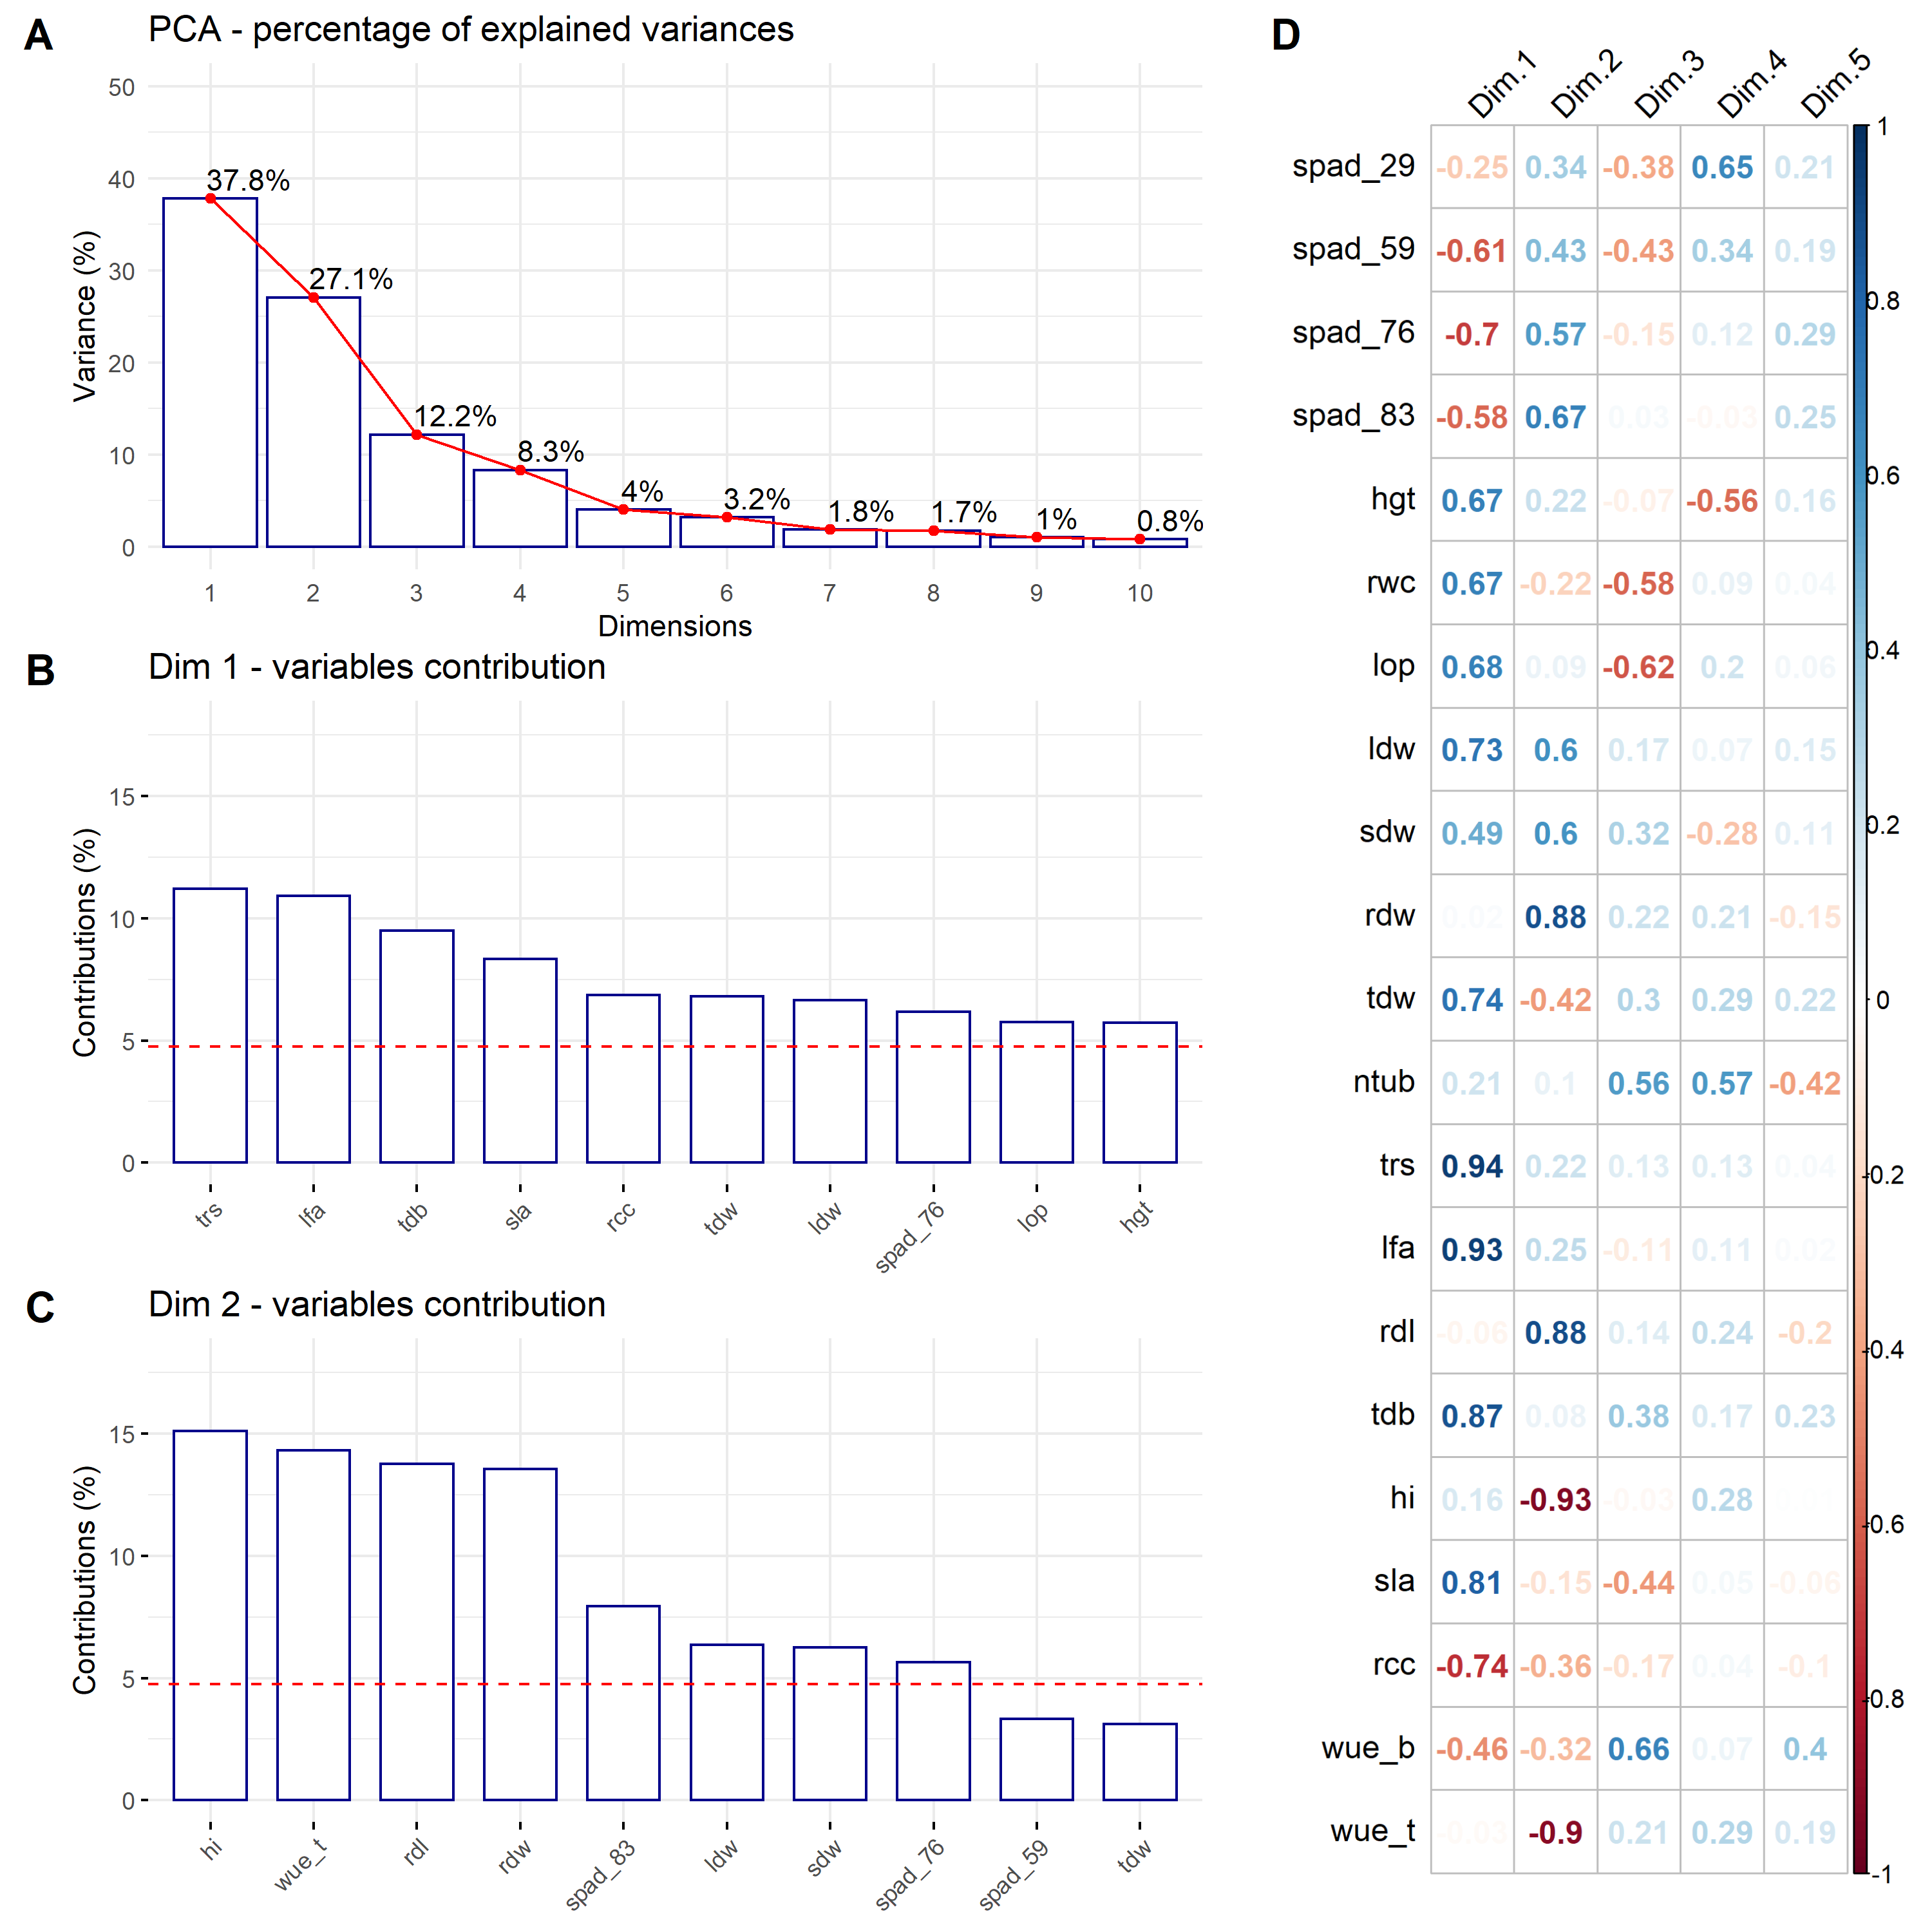 A
PCA - percentage of explained variances
Variance (%)
50
40
30
20
10
0
37.8%
27.1%
12.2%
8.3%
4%
3.2%
1.8%
1.7%
1%
0.8%
1 2 3 4 5 6 7 8 9 10
Dimensions
B
Dim 1 - variables contribution
Contributions (%)
15
10
5
0
trs lfa tdb sla rcc tdw ldw spad_76 lop hgt
C
Dim 2 - variables contribution
Contributions (%)
15
10
5
0
hi wue_t rdl rdw spad_83 ldw sdw spad_76 spad_59 tdw
D
Dim.1 Dim.2 Dim.3 Dim.4 Dim.5
spad_29 -0.25 0.34 -0.38 0.65 0.21
spad_59 -0.61 0.43 -0.43 0.34 0.19
spad_76 -0.7 0.57 -0.15 0.12 0.29
spad_83 -0.58 0.67 0.03 -0.03 0.25
hgt 0.67 0.22 -0.07 -0.56 0.16
rwc 0.67 -0.22 -0.58 0.09 0.04
lop 0.68 0.09 -0.62 0.2 0.06
ldw 0.73 0.6 0.17 0.07 0.15
sdw 0.49 0.6 0.32 -0.28 0.11
rdw 0.02 0.88 0.22 0.21 -0.15
tdw 0.74 -0.42 0.3 0.29 0.22
ntub 0.21 0.1 0.56 0.57 -0.42
trs 0.94 0.22 0.13 0.13 0.04
lfa 0.93 0.25 -0.11 0.11 0.02
rdl -0.06 0.88 0.14 0.24 -0.2
tdb 0.87 0.08 0.38 0.17 0.23
hi 0.16 -0.93 -0.03 0.28
sla 0.81 -0.15 -0.44 0.05 -0.06
rcc -0.74 -0.36 -0.17 0.04 -0.1
wue_b -0.46 -0.32 0.66 0.07 0.4
wue_t -0.03 -0.9 0.21 0.29 0.19
1
0.8
0.6
0.4
0.2
0
-0.2
-0.4
-0.6
-0.8
-1